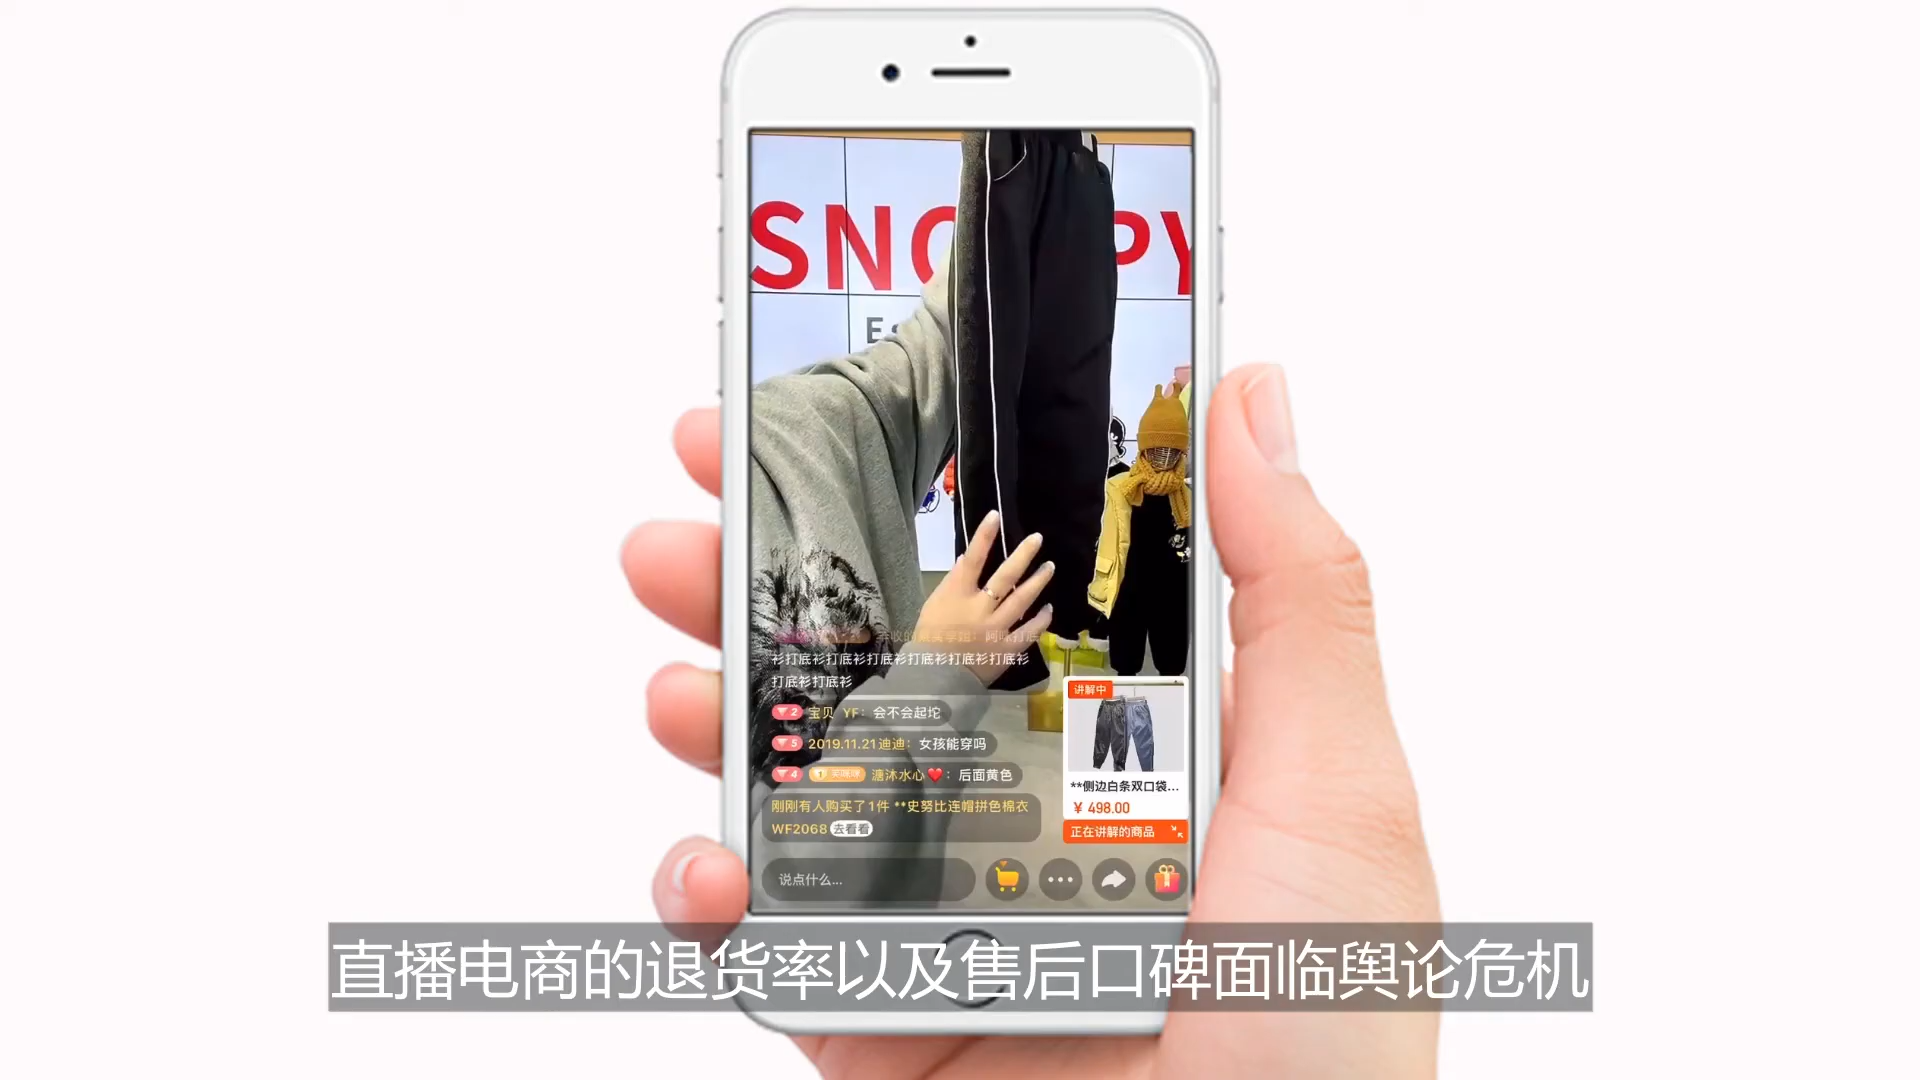 SNO PY
Es
衫打底衫打底衫打底衫打底衫打底衫打底衫
打底衫打底衫
2 宝贝 YF：会不会起坨
5 2019.11.21迪迪：女孩能穿吗
4 溏沐水心❤：后面黄色
刚刚有人购买了1件 **史努比连帽拼色棉衣
WF2068 去看看
讲解中
**侧边白条双口袋...
¥ 498.00
正在讲解的商品
说点什么...
直播电商的退货率以及售后口碑面临舆论危机